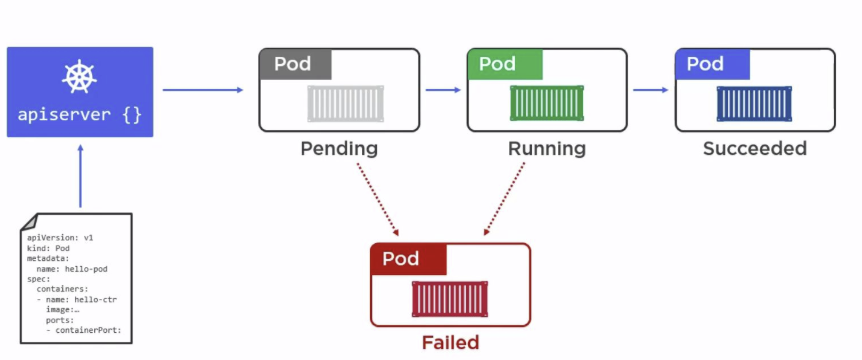 apiserver {}
Pod
Pending
Pod
Running
Pod
Succeeded
apiVersion: v1
kind: Pod
metadata:
name: hello-pod
spec:
containers:
- name: hello-ctr
image:…
ports:
- containerPort:
Pod
Failed